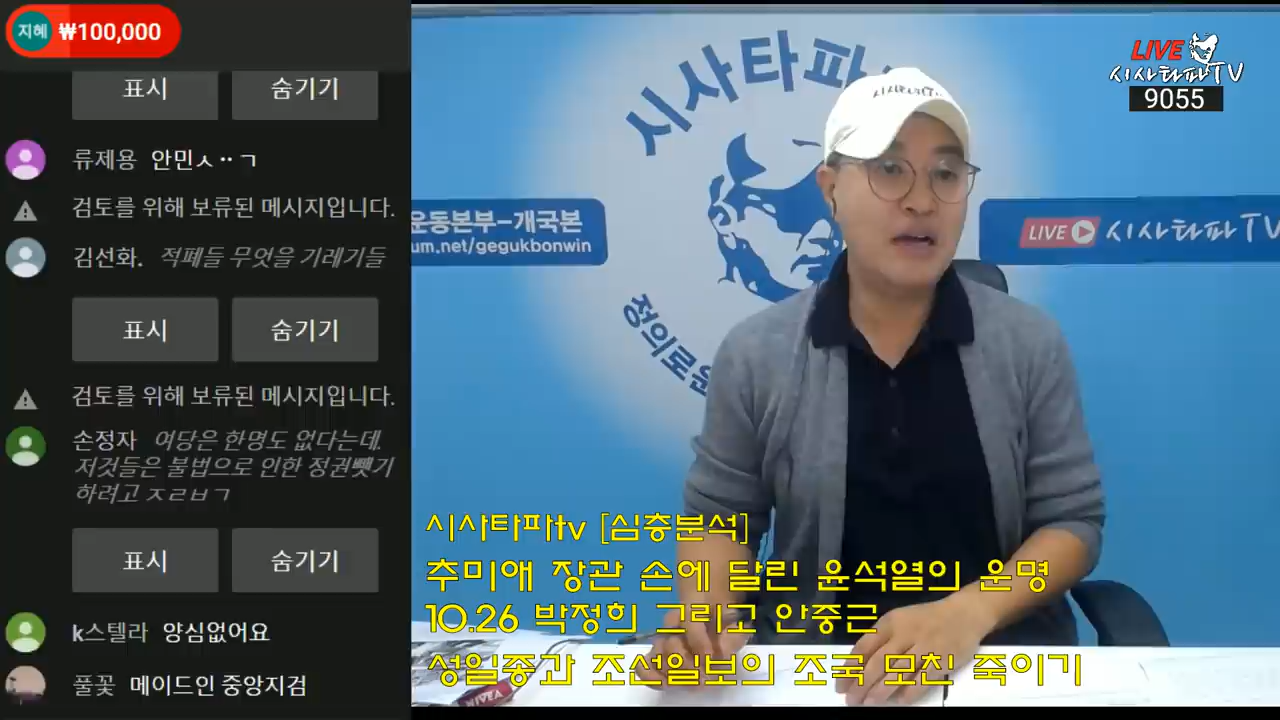 지혜 ₩100,000
표시 숨기기
류제용 안민ㅅ··ㄱ
검토를 위해 보류된 메시지입니다.
김선화. 적폐들 무엇을 기레기들
표시 숨기기
검토를 위해 보류된 메시지입니다.
손정자 여당은 한명도 없다는데.
저것들은 불법으로 인한 정권뺏기
하려고 ㅈㄹㅂㄱ
표시 숨기기
k스텔라 양심없어요
풀꽃 메이드인 중앙지검
시사타파
운동본부-개국본
um.net/gegukbonwin
정의로운
시사타파TV
LIVE
시사타파TV
9055
LIVE 시사타파TV
시사타파tv [심층분석]
추미애 장관 손에 달린 윤석열의 운명
10.26 박정희 그리고 안중근
성일종과 조선일보의 조국 모친 죽이기
NIVEA